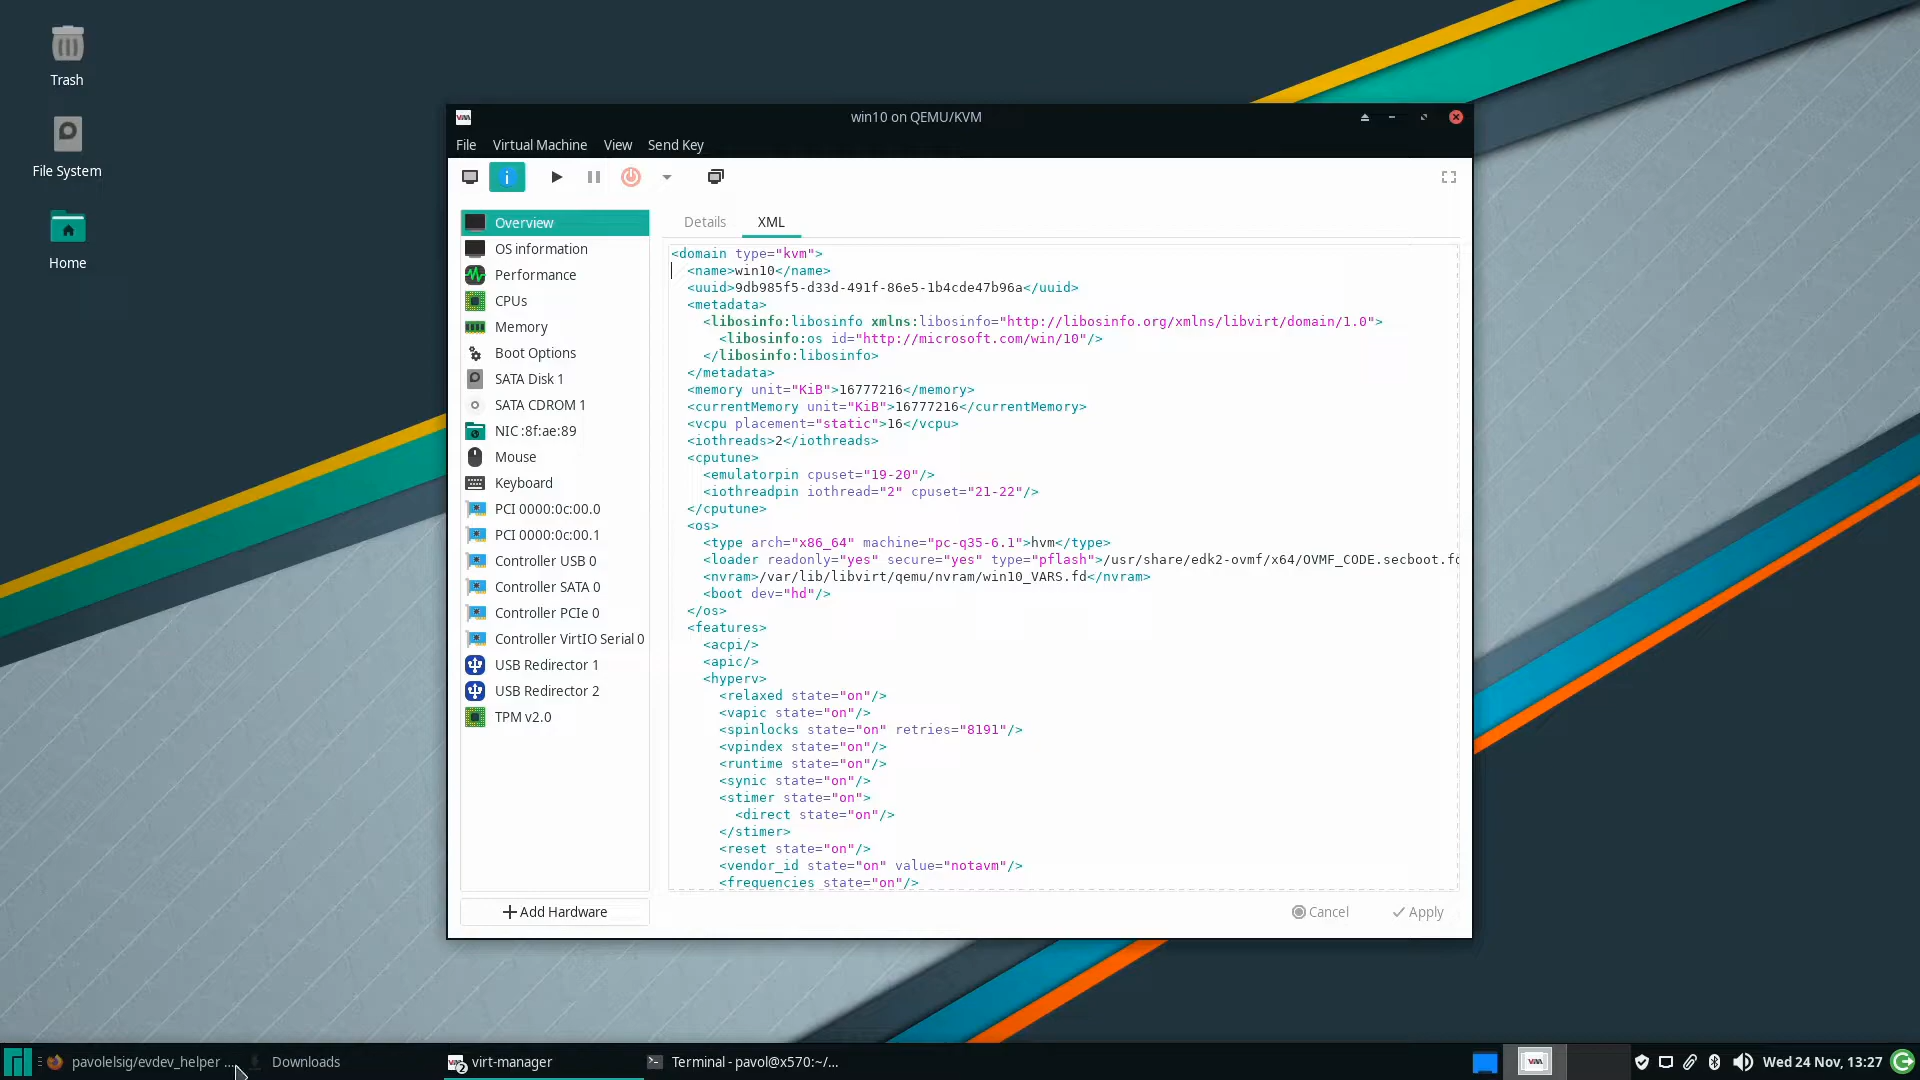 Trash
File System
Home
win10 on QEMU/KVM
File Virtual Machine View Send Key
Overview
OS information
Performance
CPUs
Memory
Boot Options
SATA Disk 1
SATA CDROM 1
NIC :8f:ae:89
Mouse
Keyboard
PCI 0000:0c:00.0
PCI 0000:0c:00.1
Controller USB 0
Controller SATA 0
Controller PCIe 0
Controller VirtIO Serial 0
USB Redirector 1
USB Redirector 2
TPM v2.0
Add Hardware
Details XML
<domain type="kvm">
<name>win10</name>
<uuid>9db985f5-d33d-491f-86e5-1b4cde47b96a</uuid>
<metadata>
<libosinfo:libosinfo xmlns:libosinfo="http://libosinfo.org/xmlns/libvirt/domain/1.0">
<libosinfo:os id="http://microsoft.com/win/10"/>
</libosinfo:libosinfo>
</metadata>
<memory unit="KiB">16777216</memory>
<currentMemory unit="KiB">16777216</currentMemory>
<vcpu placement="static">16</vcpu>
<iothreads>2</iothreads>
<cputune>
<emulatorpin cpuset="19-20"/>
<iothreadpin iothread="2" cpuset="21-22"/>
</cputune>
<os>
<type arch="x86_64" machine="pc-q35-6.1">hvm</type>
<loader readonly="yes" secure="yes" type="pflash">/usr/share/edk2-ovmf/x64/OVMF_CODE.secboot.fd
<nvram>/var/lib/libvirt/qemu/nvram/win10_VARS.fd</nvram>
<boot dev="hd"/>
</os>
<features>
<acpi/>
<apic/>
<hyperv>
<relaxed state="on"/>
<vapic state="on"/>
<spinlocks state="on" retries="8191"/>
<vpindex state="on"/>
<runtime state="on"/>
<synic state="on"/>
<stimer state="on">
<direct state="on"/>
</stimer>
<reset state="on"/>
<vendor_id state="on" value="notavm"/>
<frequencies state="on"/>
Cancel Apply
pavolelsig/evdev_helper ...
Downloads
2 virt-manager
Terminal - pavol@x570:~/...
Wed 24 Nov, 13:27